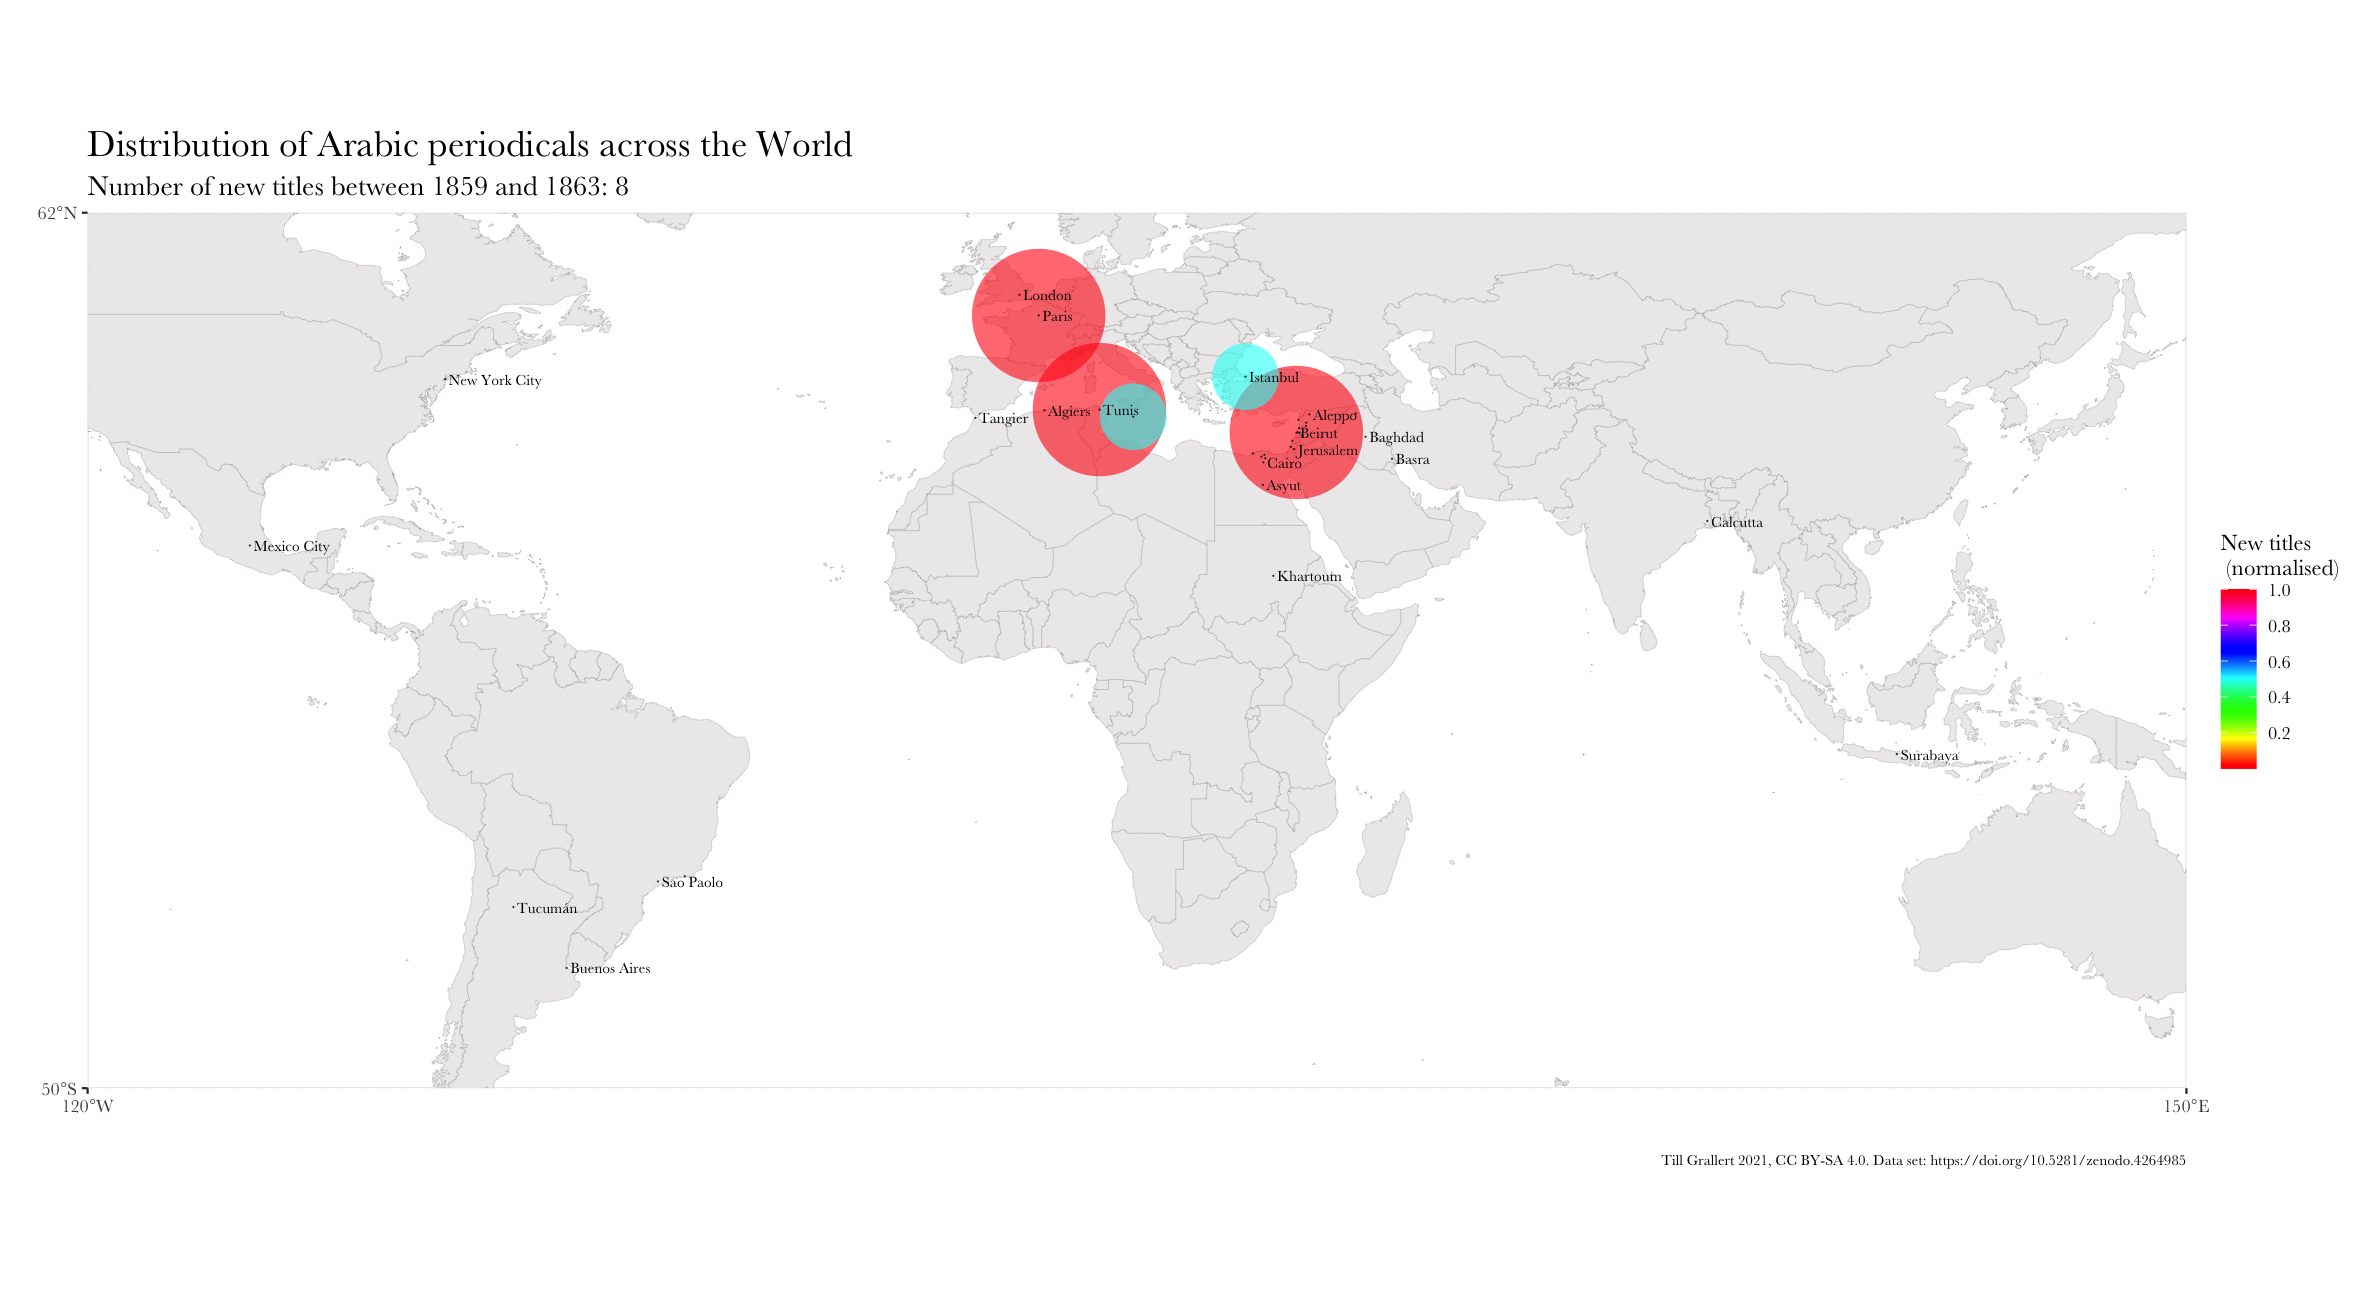 Distribution of Arabic periodicals across the World
Number of new titles between 1859 and 1863: 8
62°N
London
Paris
New York City
Istanbul
Tangier
Algiers
Tunis
Aleppo
Beirut
Baghdad
Jerusalem
Basra
Cairo
Asyut
Calcutta
Mexico City
Khartoum
New titles
(normalised)
1.0
0.8
0.6
0.4
0.2
Surabaya
Sao Paolo
Tucumán
Buenos Aires
50°S
120°W
150°E
Till Grallert 2021, CC BY-SA 4.0. Data set: https://doi.org/10.5281/zenodo.4264985